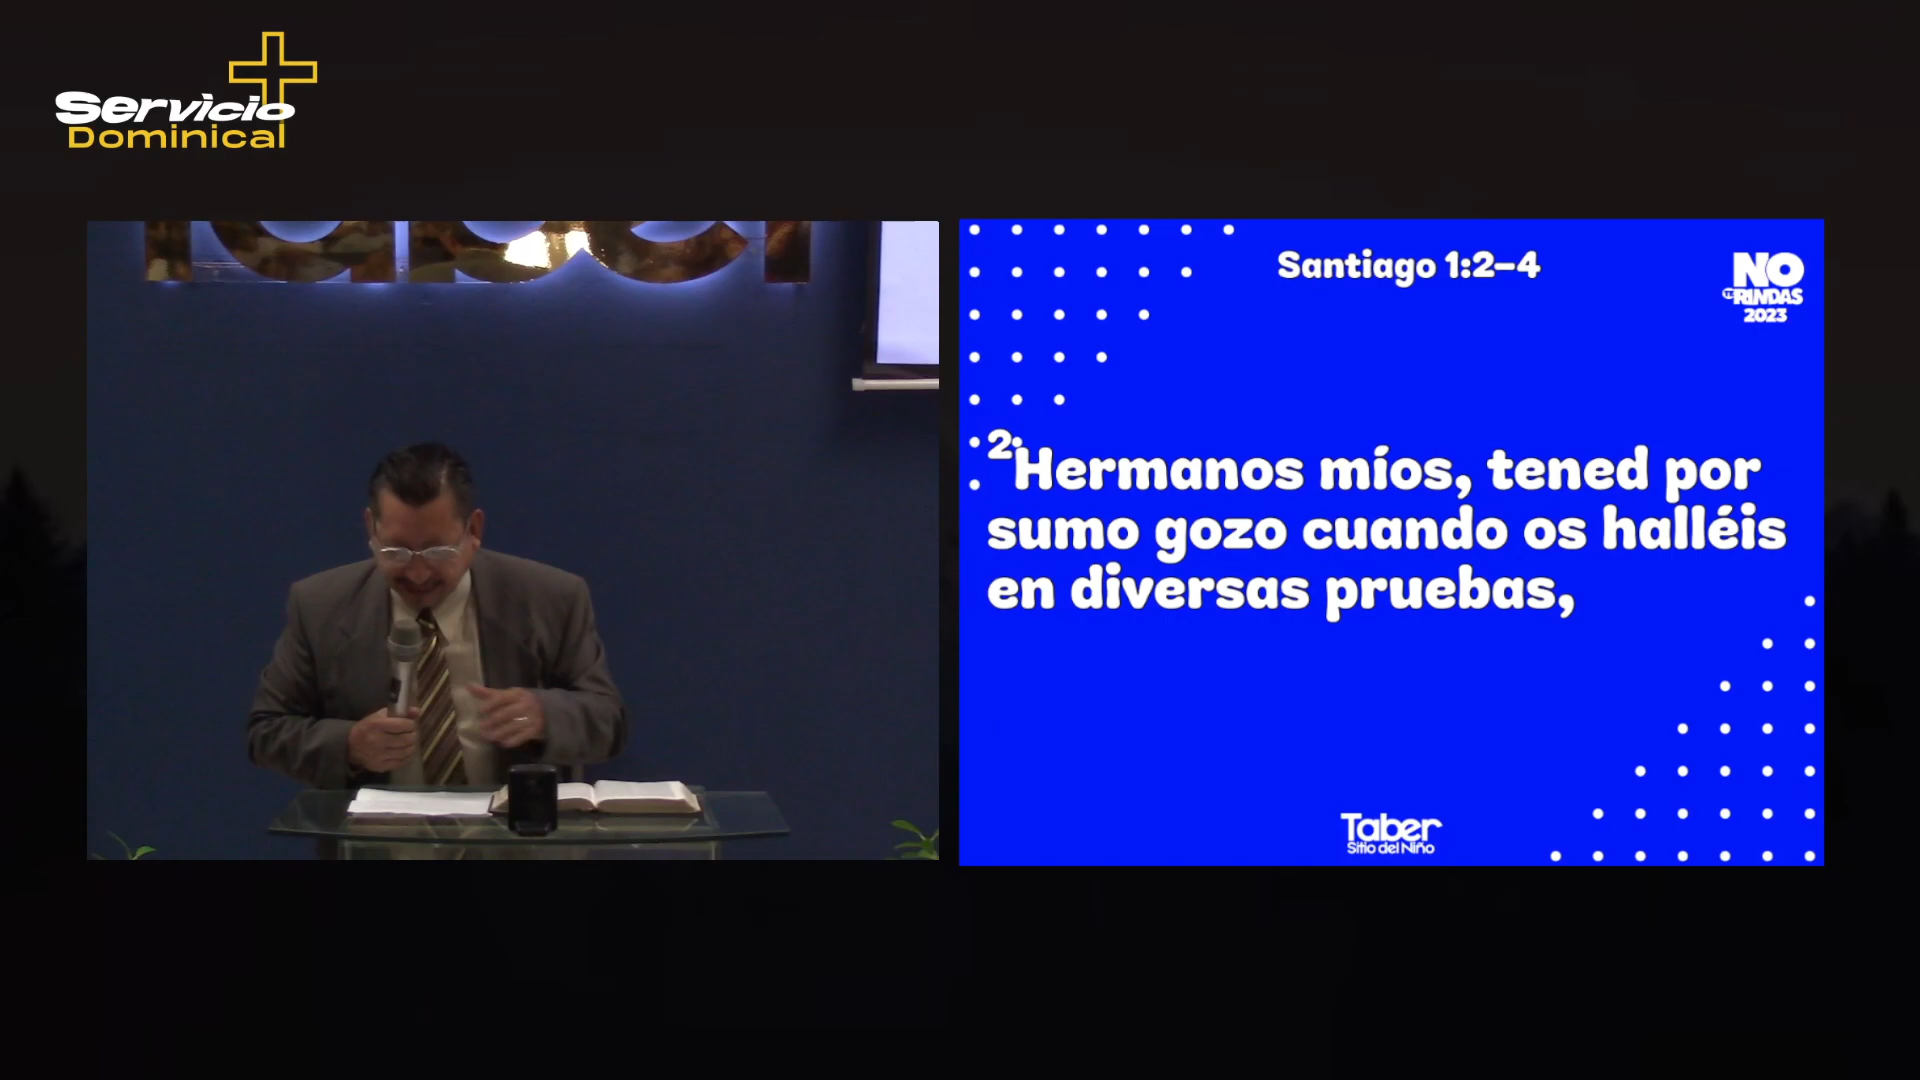 Servicio
Dominical
Taber
Santiago 1:2–4
NO
TE RINDAS
2023
2 Hermanos míos, tened por
sumo gozo cuando os halléis
en diversas pruebas,
Taber
Sitio del Niño